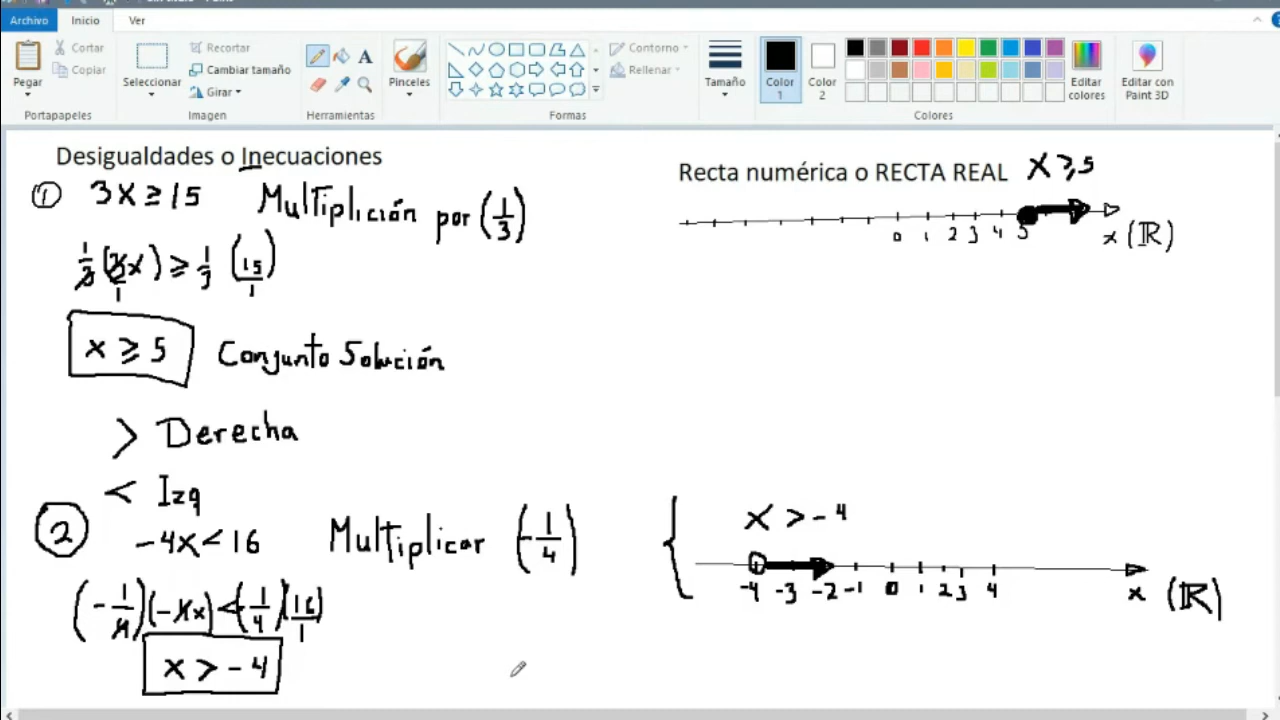 Archivo Inicio Ver
Pegar
Cortar
Copiar
Portapapeles
Seleccionar
Recortar
Cambiar tamaño
Girar
Imagen
Herramientas
Pinceles
Contorno
Rellenar
Formas
Tamaño
Color 1
Color 2
Editar colores
Editar con Paint 3D
Colores
Desigualdades o Inecuaciones
① 3x ≥ 15 Multiplición por (1/3)
1/3 (3x/1) ≥ 1/3 (15/1)
x ≥ 5 Conjunto Solución
> Derecha
< Izq
② -4x < 16 Multiplicar (-1/4)
(-1/4)(-4x) < (-1/4)(16/1)
x > -4
Recta numérica o RECTA REAL x ≥ 5
0 1 2 3 4 5 x (ℝ)
x > -4
-4 -3 -2 -1 0 1 2 3 4 x (ℝ)